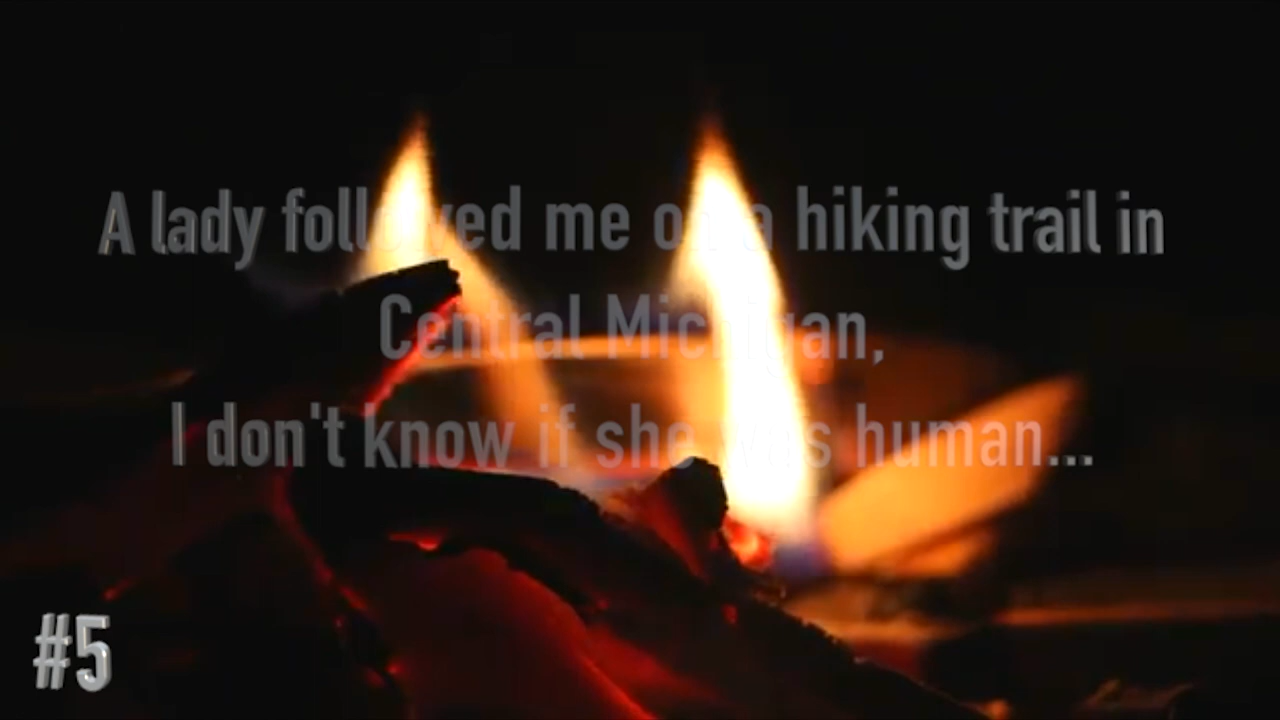 A lady followed me on a hiking trail in
Central Michigan,
I don't know if she was human...
#5